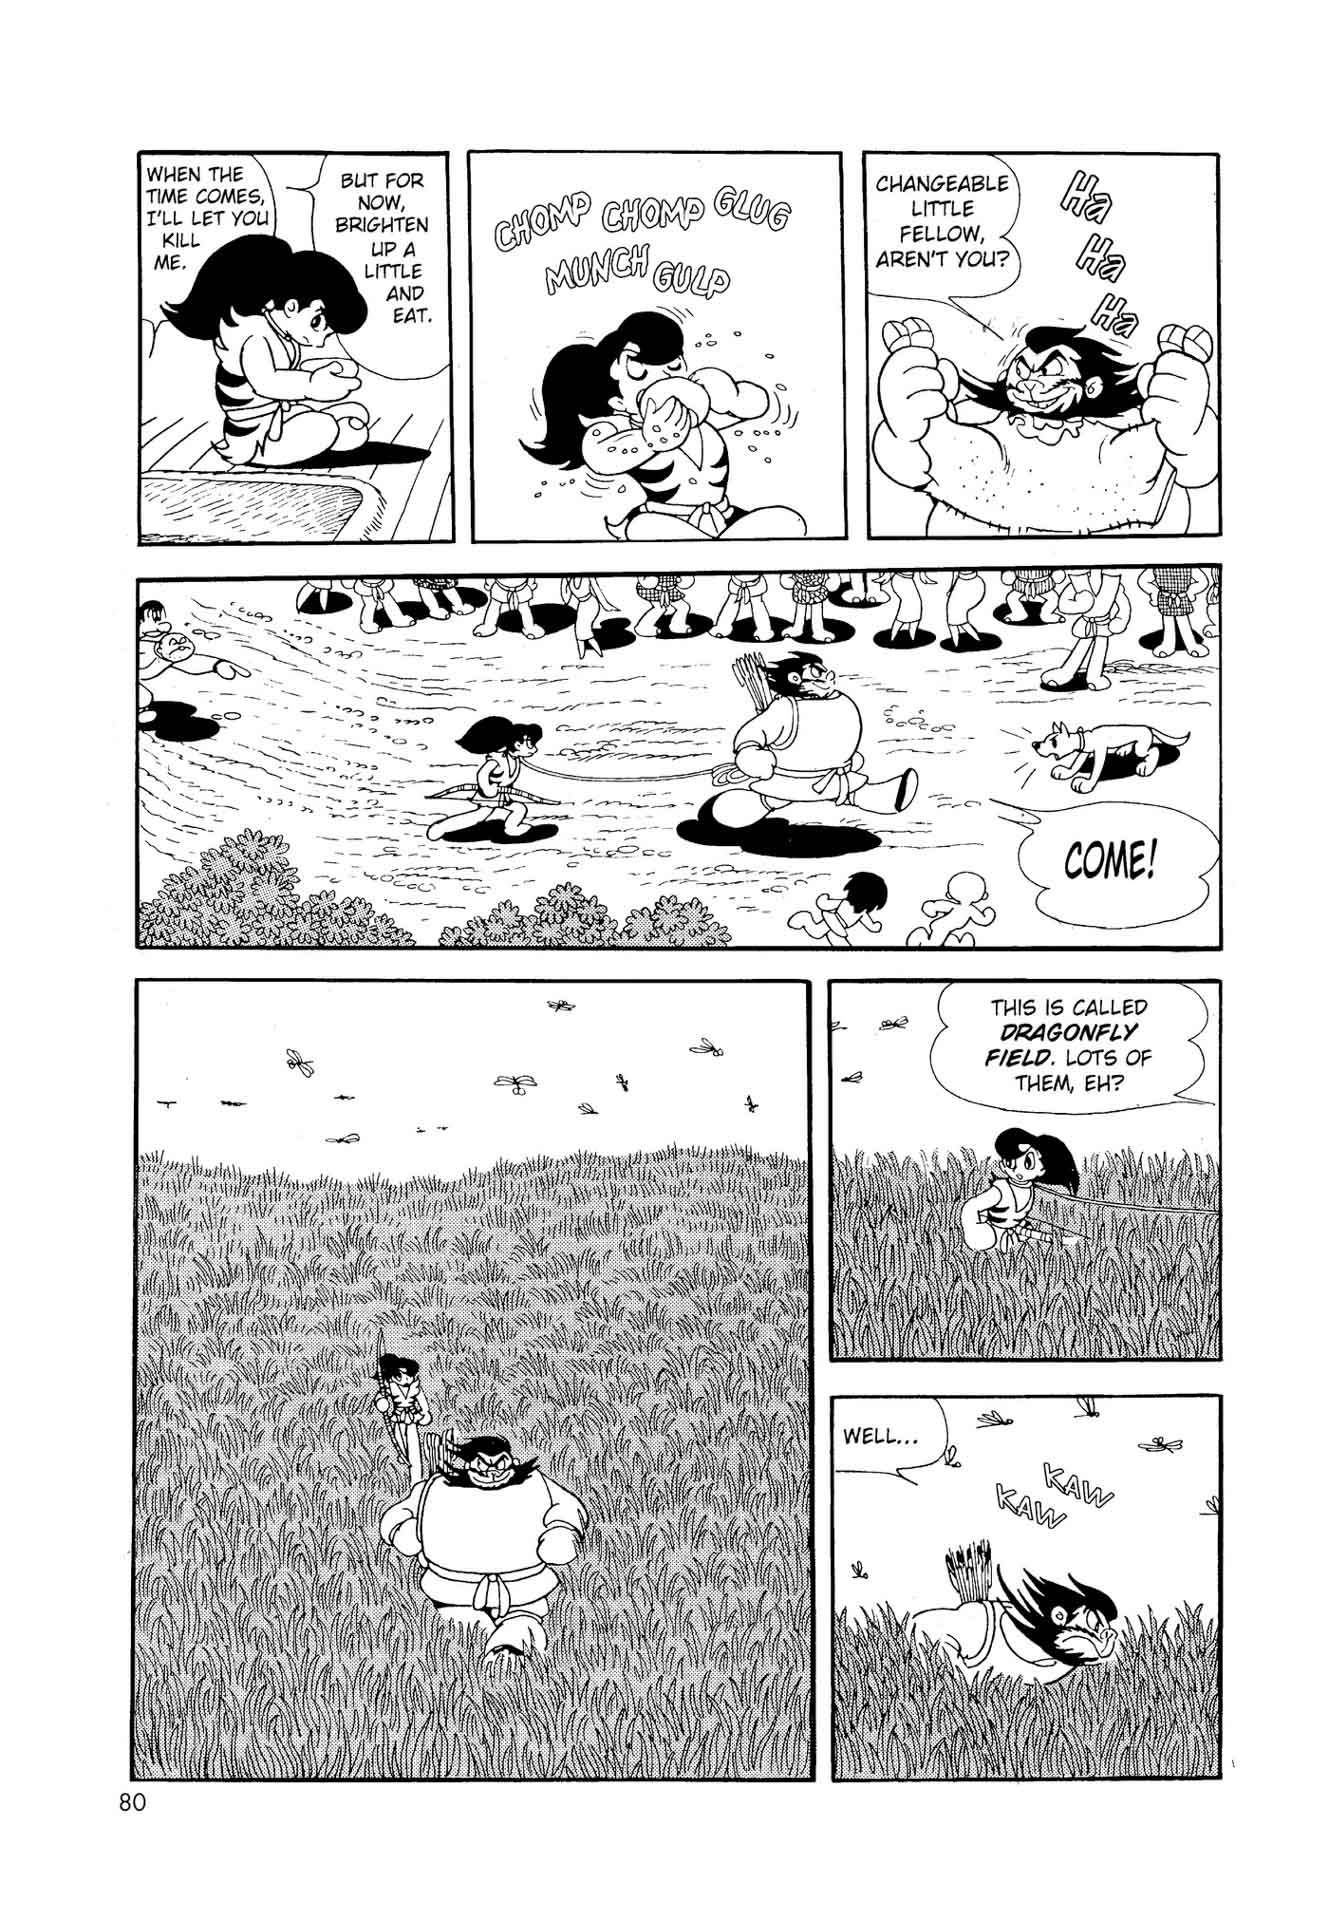 WHEN THE
TIME COMES,
I'LL LET YOU
KILL
ME.
BUT FOR
NOW,
BRIGHTEN
UP A
LITTLE
AND
EAT.
CHOMP CHOMP GLUG
MUNCH GULP
CHANGEABLE
LITTLE
FELLOW,
AREN'T YOU?
Ha
Ha
Ha
COME!
THIS IS CALLED
DRAGONFLY
FIELD. LOTS OF
THEM, EH?
WELL...
KAW
KAW
80